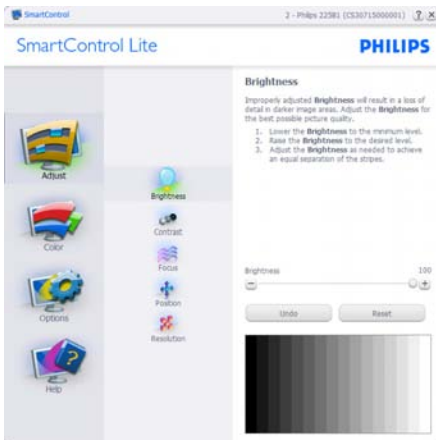 SmartControl
2 - Philips 225B1 (CS30715000001) ? X
SmartControl Lite
PHILIPS
Adjust
Color
Options
Help
Brightness
Contrast
Focus
Position
Resolution
Brightness
Improperly adjusted Brightness will result in a loss of
detail in darker image areas. Adjust the Brightness for
the best possible picture quality.
1. Lower the Brightness to the minimum level.
2. Raise the Brightness to the desired level.
3. Adjust the Brightness as needed to achieve
an equal separation of the stripes.
Brightness 100
Undo Reset